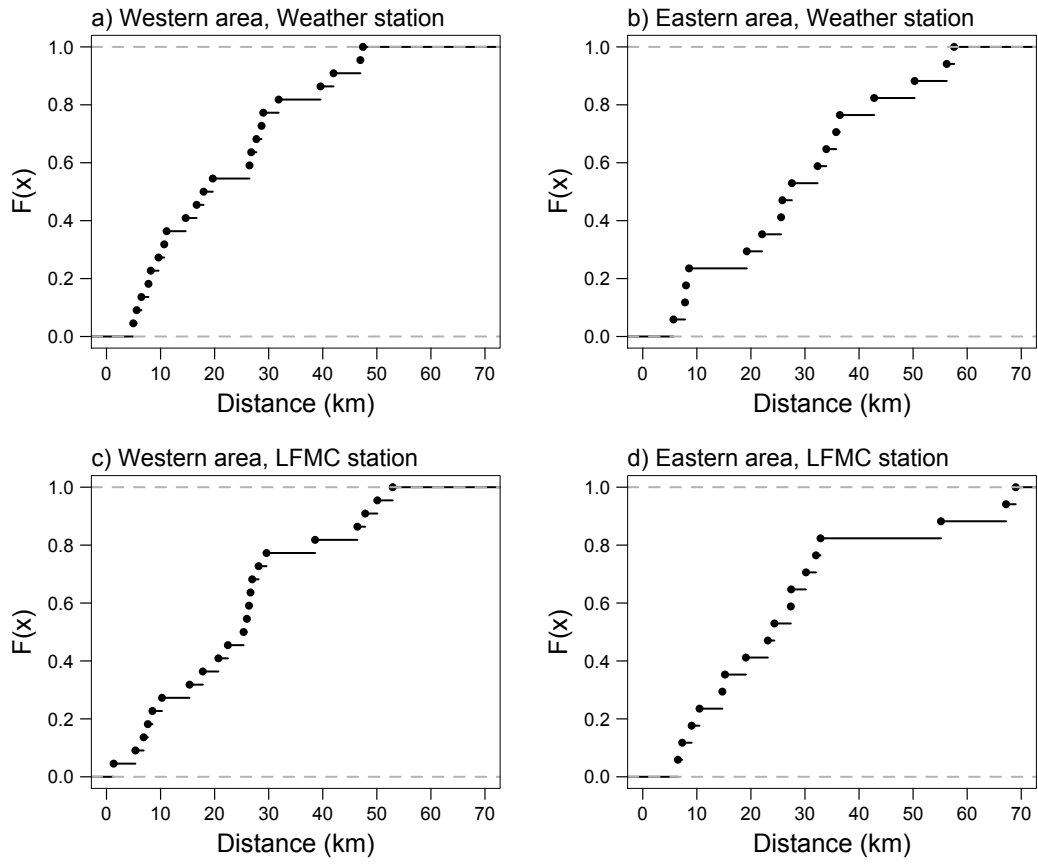 a) Western area, Weather station
1.0
0.8
0.6
0.4
0.2
0.0
F(x)
0 10 20 30 40 50 60 70
Distance (km)
b) Eastern area, Weather station
1.0
0.8
0.6
0.4
0.2
0.0
F(x)
0 10 20 30 40 50 60 70
Distance (km)
c) Western area, LFMC station
1.0
0.8
0.6
0.4
0.2
0.0
F(x)
0 10 20 30 40 50 60 70
Distance (km)
d) Eastern area, LFMC station
1.0
0.8
0.6
0.4
0.2
0.0
F(x)
0 10 20 30 40 50 60 70
Distance (km)